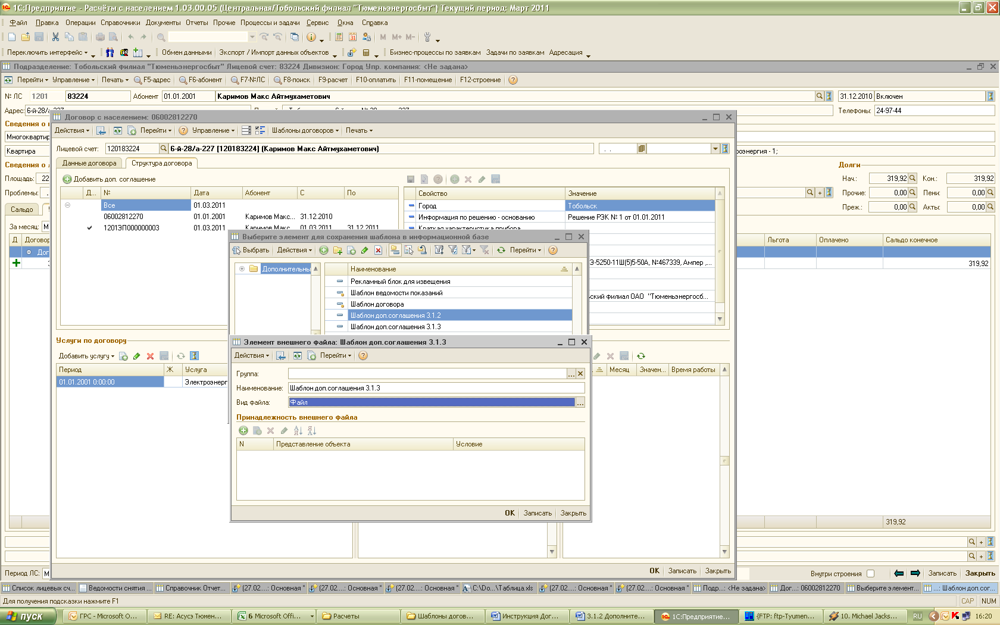 1С:Предприятие - Расчёты с населением 1.03.00.05 (Центральная/Тобольский филиал "Тюменьэнергосбыт") Текущий период: Март 2011
Файл Правка Операции Справочники Документы Отчеты Прочие Процессы и задачи Сервис Окна Справка
M M+ M-
Переключить интерфейс Обмен данными Экспорт / Импорт данных объектов Бизнес-процессы по заявкам Задачи по заявкам Адресация
Подразделение: Тобольский филиал "Тюменьэнергосбыт" Лицевой счет: 83224 Дивизион: Город Упр. компания: <Не задана>
Перейти Управление Печать F5-адрес F6-абонент F7-№ЛС F8-поиск F9-расчет F10-оплатить F11-помещение F12-строение
№ ЛС 1201 83224 Абонент 01.01.2001 Каримов Макс Айтмухаметович 31.12.2010 Включен
Адрес: 6-й-28/а-227 Телефоны: 24-97-44
Договор с населением: 06002812270
Сведения о
Действия Перейти Управление Шаблоны договоров Печать
Многоквартир
Лицевой счет: 120183224 6-й-28/а-227 [120183224] (Каримов Макс Айтмухаметович) . .
Квартира роэнергия - 1;
Данные договора Структура договора
Сведения о л Долги
Площадь: 22 Добавить доп. соглашение Нач.: 319,92 Кон.: 319,92
Проблемы: . Д... № Дата Абонент С По Свойство Значение Прочие: 0,00 Пени: 0,00
Все 01.03.2011 Город Тобольск
Сальдо Преж.: 0,00 Акты: 0,00
06002812270 01.01.2001 Каримов Макс... 31.12.2010 Информация по решению - основанию Решение РЭК № 1 от 01.01.2011
За месяц: М 1201ЭП000000003 01.03.2011 Каримов Макс... 01.03.2011 31.12.2011 Краткая характеристика прибора
Выберите элемент для сохранения шаблона в информационной базе
Д Договор Льгота Оплачено Сальдо конечное
Выбрать Действия Перейти
Дог
Э-5250-11Ш(5)5-50А, №467339, Ампер ,... 319,92
Дополнительны Наименование
Рекламный блок для извещения
Шаблон ведомости показаний
ский филиал ОАО "Тюменьэнергосб...
Шаблон договора
Шаблон доп.соглашения 3.1.2
Шаблон доп.соглашения 3.1.3
Услуги по договору
Элемент внешнего файла: Шаблон доп.соглашения 3.1.3
Добавить услугу Действия Перейти
Период Ж Услуга Месяц Значен... Время работы
Группа: ...
01.01.2001 0:00:00 Электроэнерг
Наименование: Шаблон доп.соглашения 3.1.3
Вид файла: Файл ...
Принадлежность внешнего файла
N Представление объекта Условие
OK Записать Закрыть
319,92
OK Записать Закрыть
Период ЛС: М Внутри строения Записать Закрыть
Список лицевых сч... Ведомости снятия ... Справочник Отчет... (27.02....: Основная * (27.02....: Основная * (27.02....: Основная * C:\Do...\Таблица.xls (27.02....: Основная * (27.02....: Основная * Подр...: <Не задана> Дог...: 06002812270 Выберите элемент... ...: Шаблон доп.сог...
Для получения подсказки нажмите F1 CAP NUM
пуск ГРС - Microsoft O... RE: Асусэ Тюмен... 6 Microsoft Offi... Расчеты Шаблоны догов... Инструкция Дог... 3.1.2 Дополните... 1С:Предприятие... {FTP: ftp-Tyumen... 10. Michael Jacks... RU 16:20